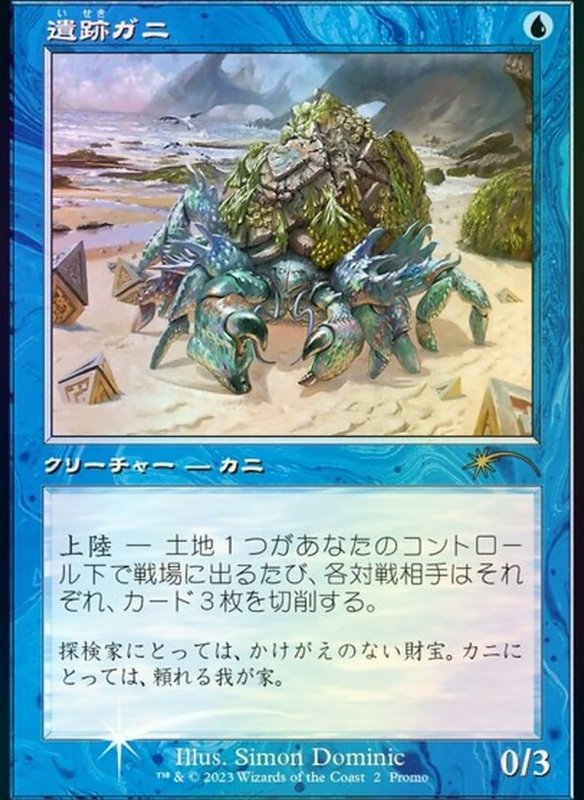 いせき
遺跡ガニ
クリーチャー ― カニ
上陸 ― 土地１つがあなたのコントロー
ル下で戦場に出るたび、各対戦相手はそれ
ぞれ、カード３枚を切削する。
探検家にとっては、かけがえのない財宝。カニに
とっては、頼れる我が家。
Illus. Simon Dominic
™ & © 2023 Wizards of the Coast 2 Promo
0/3